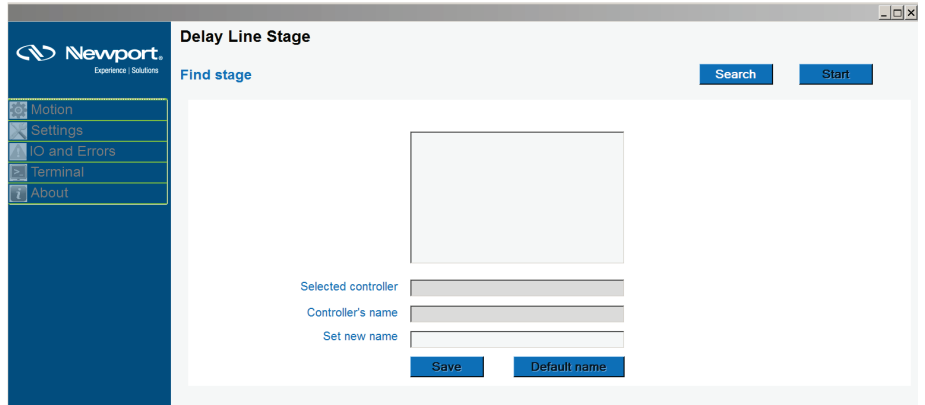 Delay Line Stage
Newport.
Experience | Solutions
Find stage
Search
Start
Motion
Settings
IO and Errors
Terminal
About
Selected controller
Controller's name
Set new name
Save
Default name